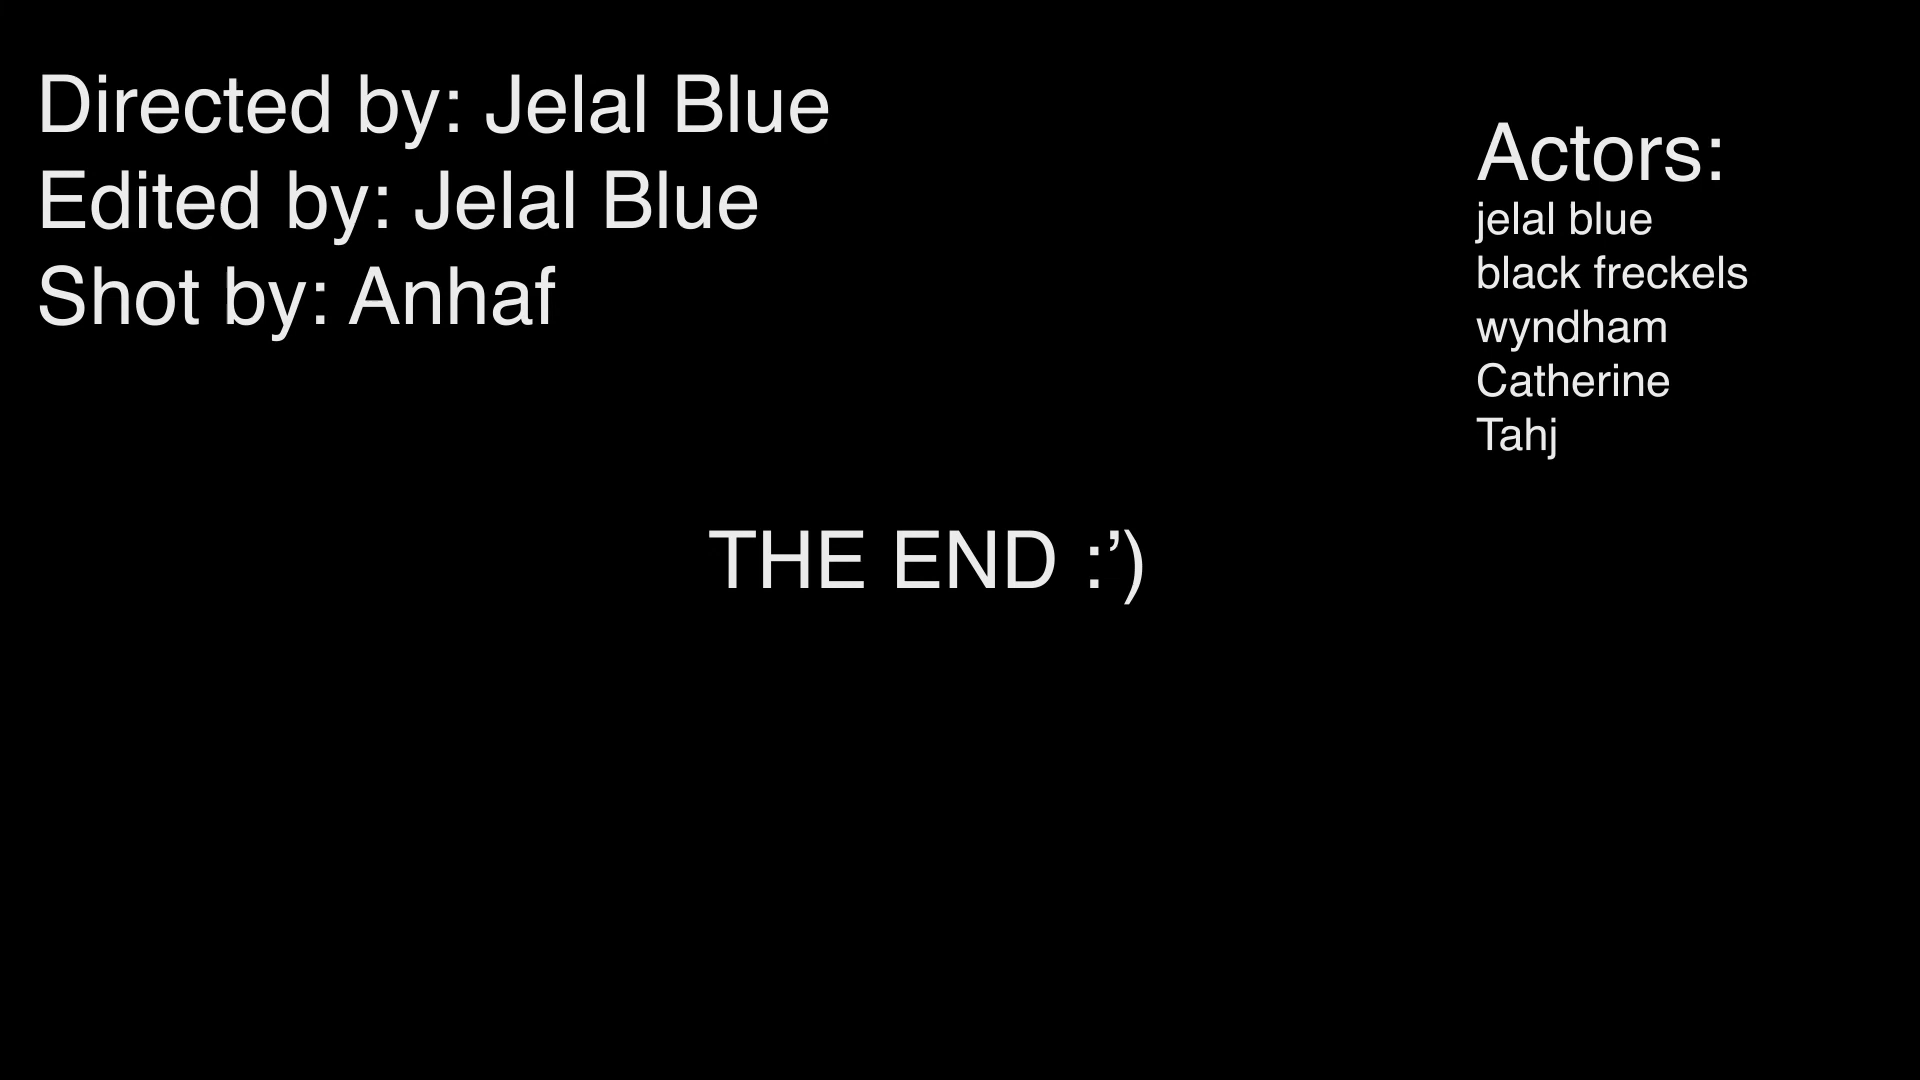 Directed by: Jelal Blue
Edited by: Jelal Blue
Shot by: Anhaf
Actors:
jelal blue
black freckels
wyndham
Catherine
Tahj
THE END :’)